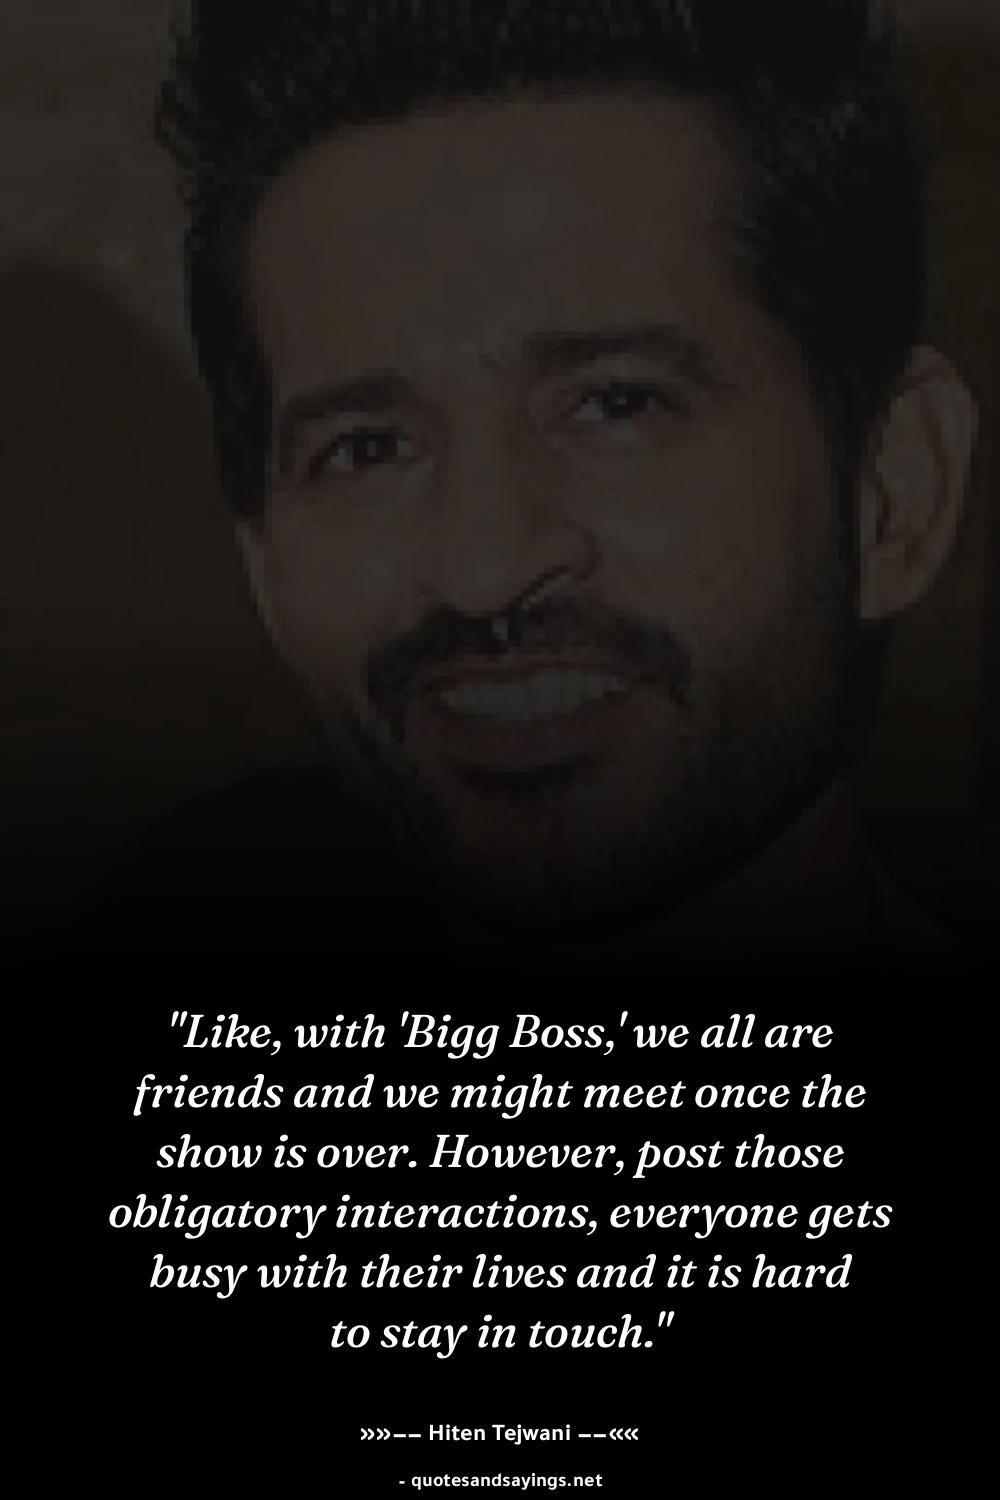 "Like, with 'Bigg Boss,' we all are
friends and we might meet once the
show is over. However, post those
obligatory interactions, everyone gets
busy with their lives and it is hard
to stay in touch."
»»−− Hiten Tejwani −−««
- quotesandsayings.net